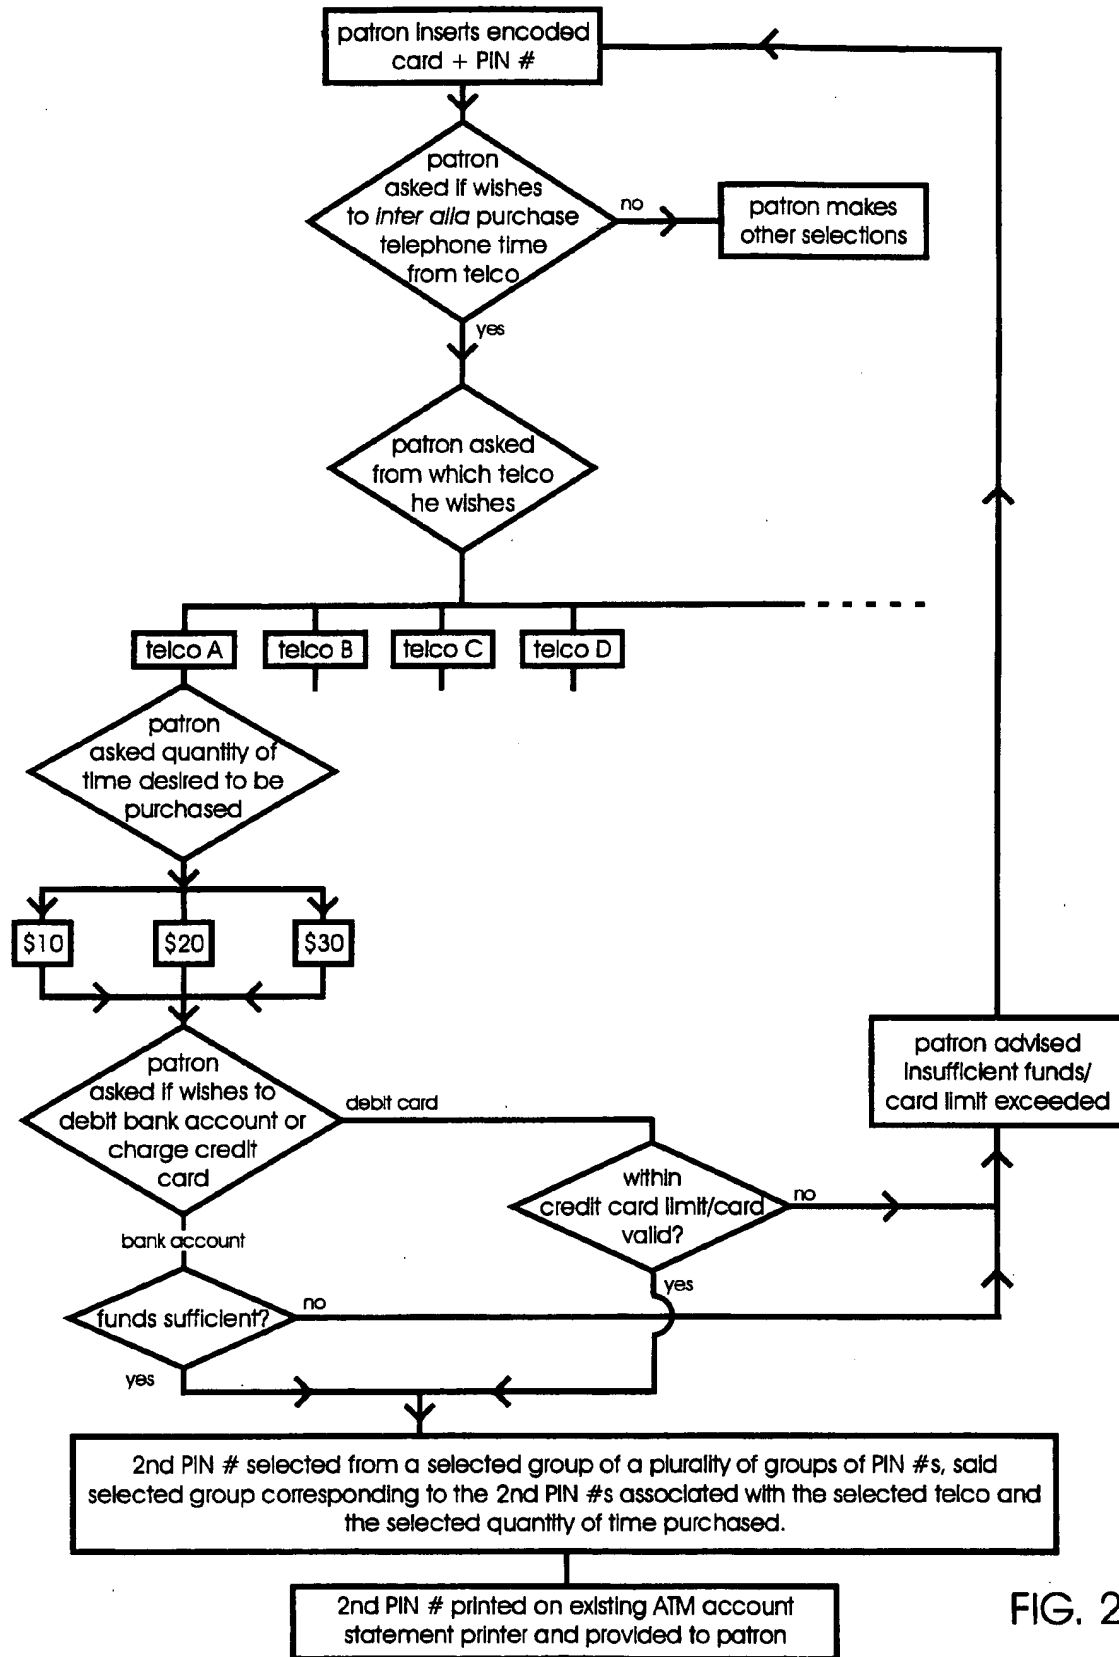 patron inserts encoded
card + PIN #
patron
asked if wishes
to inter alia purchase
telephone time
from telco
no
patron makes
other selections
yes
patron asked
from which telco
he wishes
telco A
telco B
telco C
telco D
patron
asked quantity of
time desired to be
purchased
$10
$20
$30
patron
asked if wishes to
debit bank account or
charge credit
card
debit card
patron advised
insufficient funds/
card limit exceeded
within
credit card limit/card
valid?
no
bank account
yes
funds sufficient?
no
yes
2nd PIN # selected from a selected group of a plurality of groups of PIN #s, said
selected group corresponding to the 2nd PIN #s associated with the selected telco and
the selected quantity of time purchased.
2nd PIN # printed on existing ATM account
statement printer and provided to patron
FIG. 2